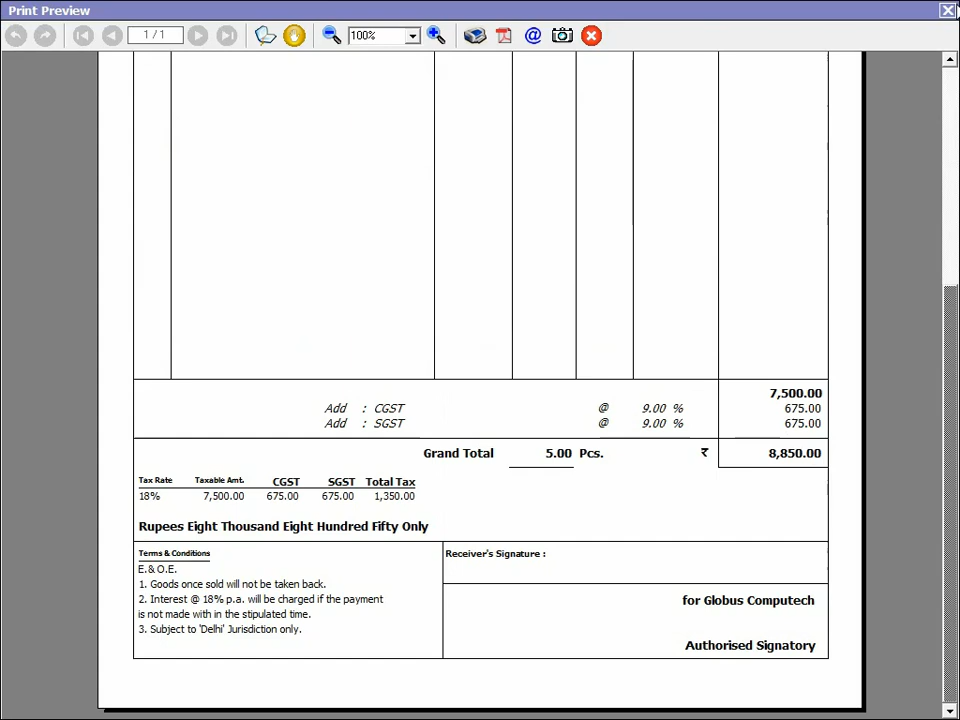 Print Preview
1 / 1
100%
7,500.00
Add : CGST @ 9.00 % 675.00
Add : SGST @ 9.00 % 675.00
Grand Total 5.00 Pcs. ₹ 8,850.00
Tax Rate Taxable Amt. CGST SGST Total Tax
18% 7,500.00 675.00 675.00 1,350.00
Rupees Eight Thousand Eight Hundred Fifty Only
Terms & Conditions
E.& O.E.
1. Goods once sold will not be taken back.
2. Interest @ 18% p.a. will be charged if the payment
is not made with in the stipulated time.
3. Subject to 'Delhi' Jurisdiction only.
Receiver's Signature :
for Globus Computech
Authorised Signatory